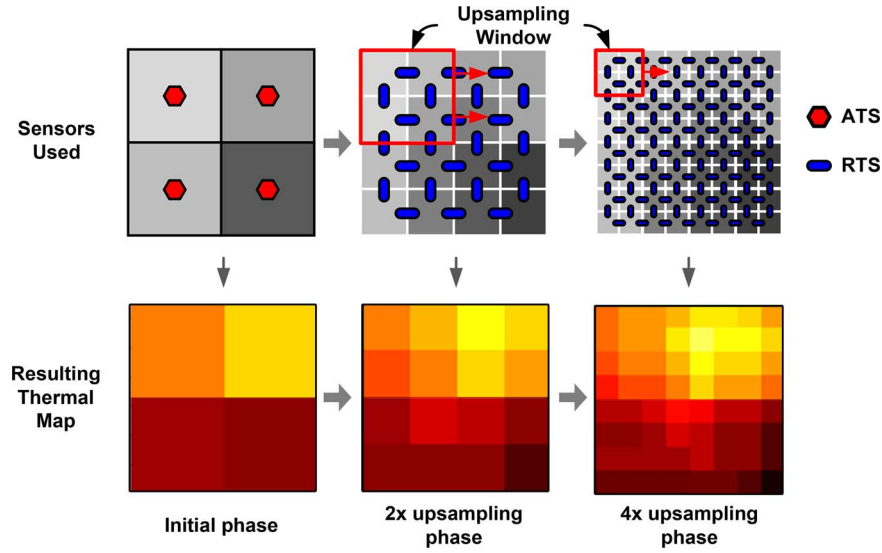 Upsampling
Window
Sensors
Used
ATS
RTS
Resulting
Thermal
Map
Initial phase
2x upsampling
phase
4x upsampling
phase